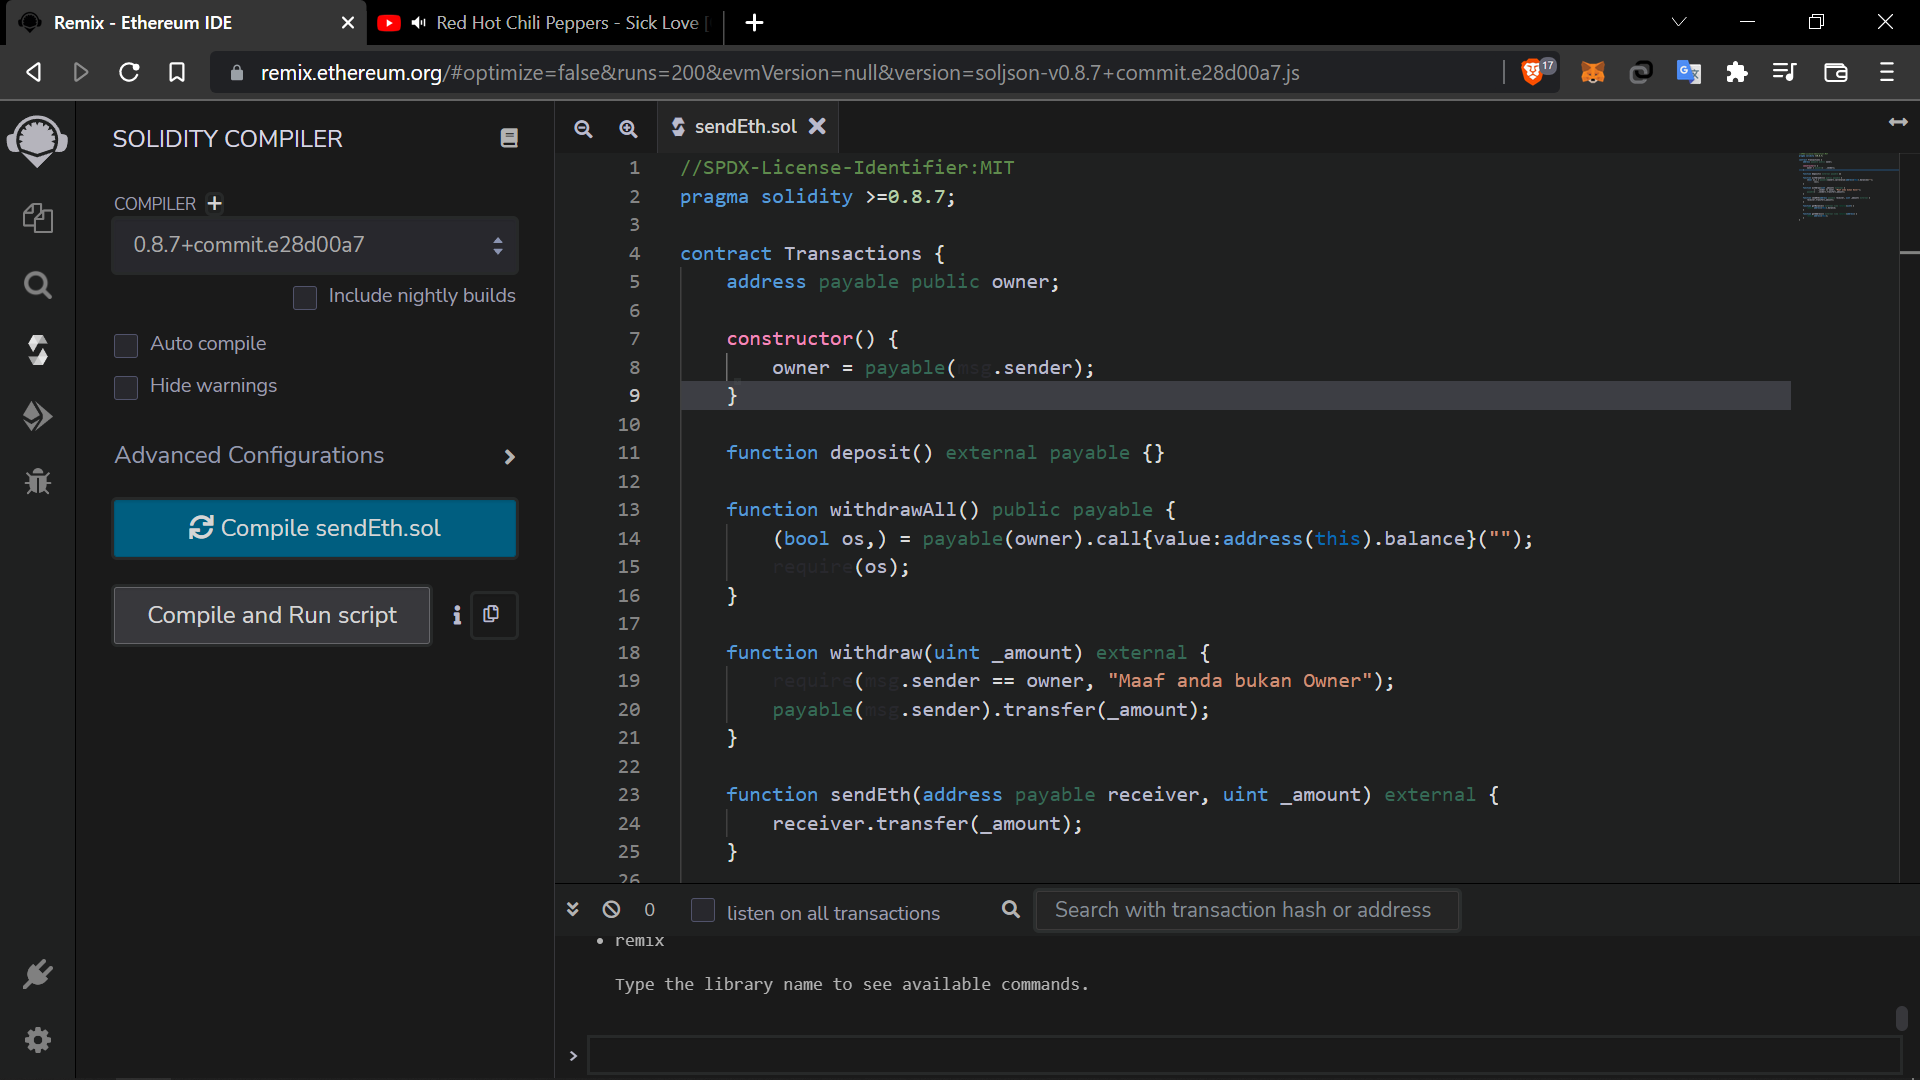 Remix - Ethereum IDE
Red Hot Chili Peppers - Sick Love [
remix.ethereum.org/#optimize=false&runs=200&evmVersion=null&version=soljson-v0.8.7+commit.e28d00a7.js
17
SOLIDITY COMPILER
COMPILER
0.8.7+commit.e28d00a7
Include nightly builds
Auto compile
Hide warnings
Advanced Configurations
Compile sendEth.sol
Compile and Run script
sendEth.sol
1 //SPDX-License-Identifier:MIT
2 pragma solidity >=0.8.7;
3
4 contract Transactions {
5 address payable public owner;
6
7 constructor() {
8 owner = payable(msg.sender);
9 }
10
11 function deposit() external payable {}
12
13 function withdrawAll() public payable {
14 (bool os,) = payable(owner).call{value:address(this).balance}("");
15 require(os);
16 }
17
18 function withdraw(uint _amount) external {
19 require(msg.sender == owner, "Maaf anda bukan Owner");
20 payable(msg.sender).transfer(_amount);
21 }
22
23 function sendEth(address payable receiver, uint _amount) external {
24 receiver.transfer(_amount);
25 }
26
0
listen on all transactions
Search with transaction hash or address
• remix
Type the library name to see available commands.
>